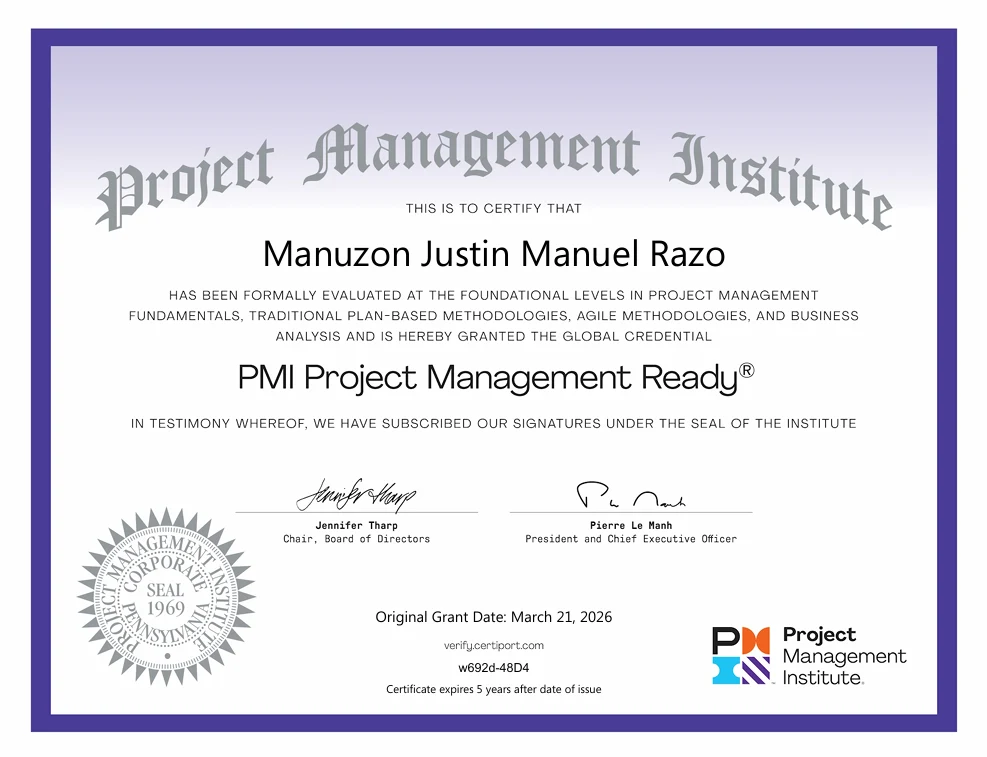 Project Management Institute
THIS IS TO CERTIFY THAT
Manuzon Justin Manuel Razo
HAS BEEN FORMALLY EVALUATED AT THE FOUNDATIONAL LEVELS IN PROJECT MANAGEMENT
FUNDAMENTALS, TRADITIONAL PLAN-BASED METHODOLOGIES, AGILE METHODOLOGIES, AND BUSINESS
ANALYSIS AND IS HEREBY GRANTED THE GLOBAL CREDENTIAL
PMI Project Management Ready®
IN TESTIMONY WHEREOF, WE HAVE SUBSCRIBED OUR SIGNATURES UNDER THE SEAL OF THE INSTITUTE
Jennifer Tharp
Jennifer Tharp
Chair, Board of Directors
P Le Manh
Pierre Le Manh
President and Chief Executive Officer
PROJECT MANAGEMENT INSTITUTE
CORPORATE
SEAL
1969
PENNSYLVANIA
Original Grant Date: March 21, 2026
verify.certiport.com
w692d-48D4
Certificate expires 5 years after date of issue
PM
Project
Management
Institute.